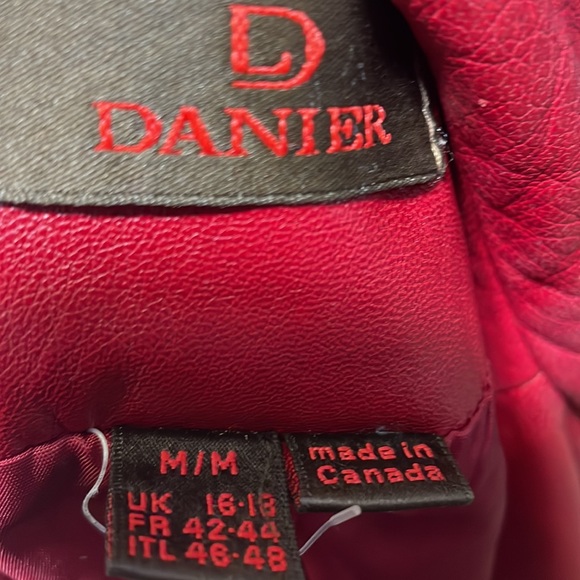 DANIER
M/M
UK 16-18
FR 42-44
ITL 46-48
made in
Canada